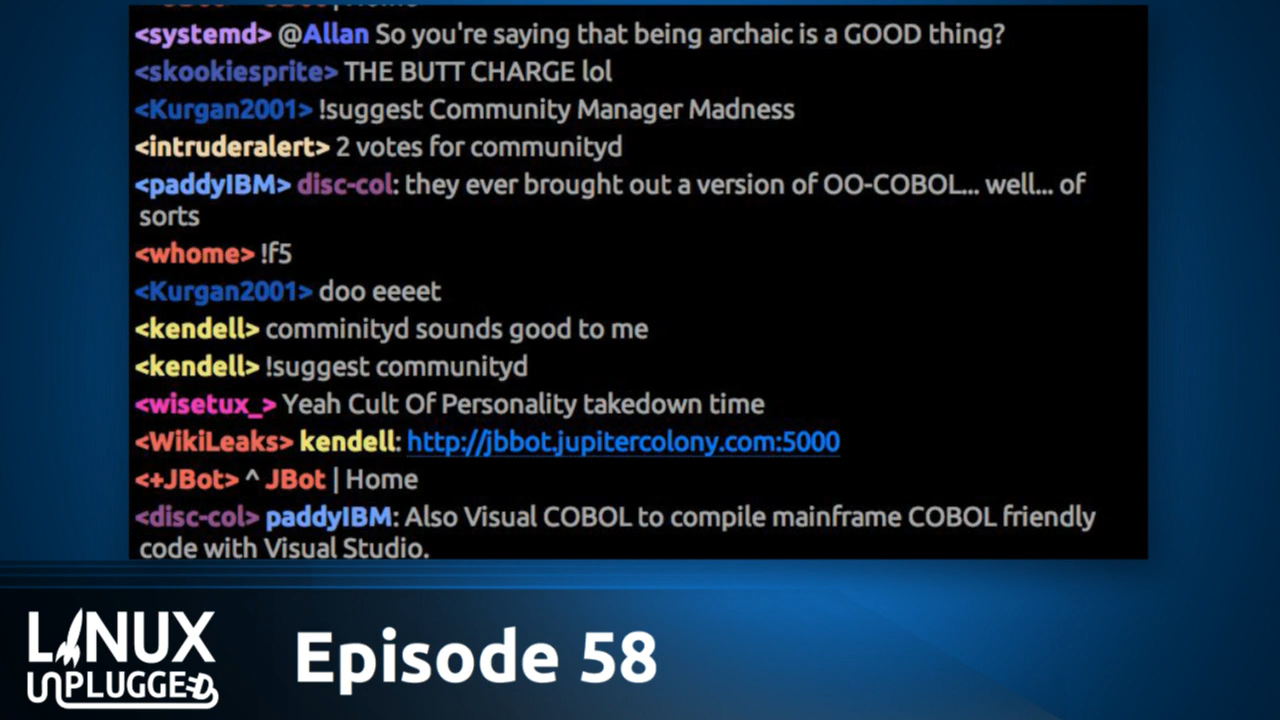 <systemd> @Allan So you're saying that being archaic is a GOOD thing?
<skookiesprite> THE BUTT CHARGE lol
<Kurgan2001> !suggest Community Manager Madness
<intruderalert> 2 votes for communityd
<paddyIBM> disc-col: they ever brought out a version of OO-COBOL... well... of
sorts
<whome> !f5
<Kurgan2001> doo eeeet
<kendell> comminityd sounds good to me
<kendell> !suggest communityd
<wisetux_> Yeah Cult Of Personality takedown time
<WikiLeaks> kendell: http://jbbot.jupitercolony.com:5000
<+JBot> ^ JBot | Home
<disc-col> paddyIBM: Also Visual COBOL to compile mainframe COBOL friendly
code with Visual Studio.
LINUX
UNPLUGGED
Episode 58